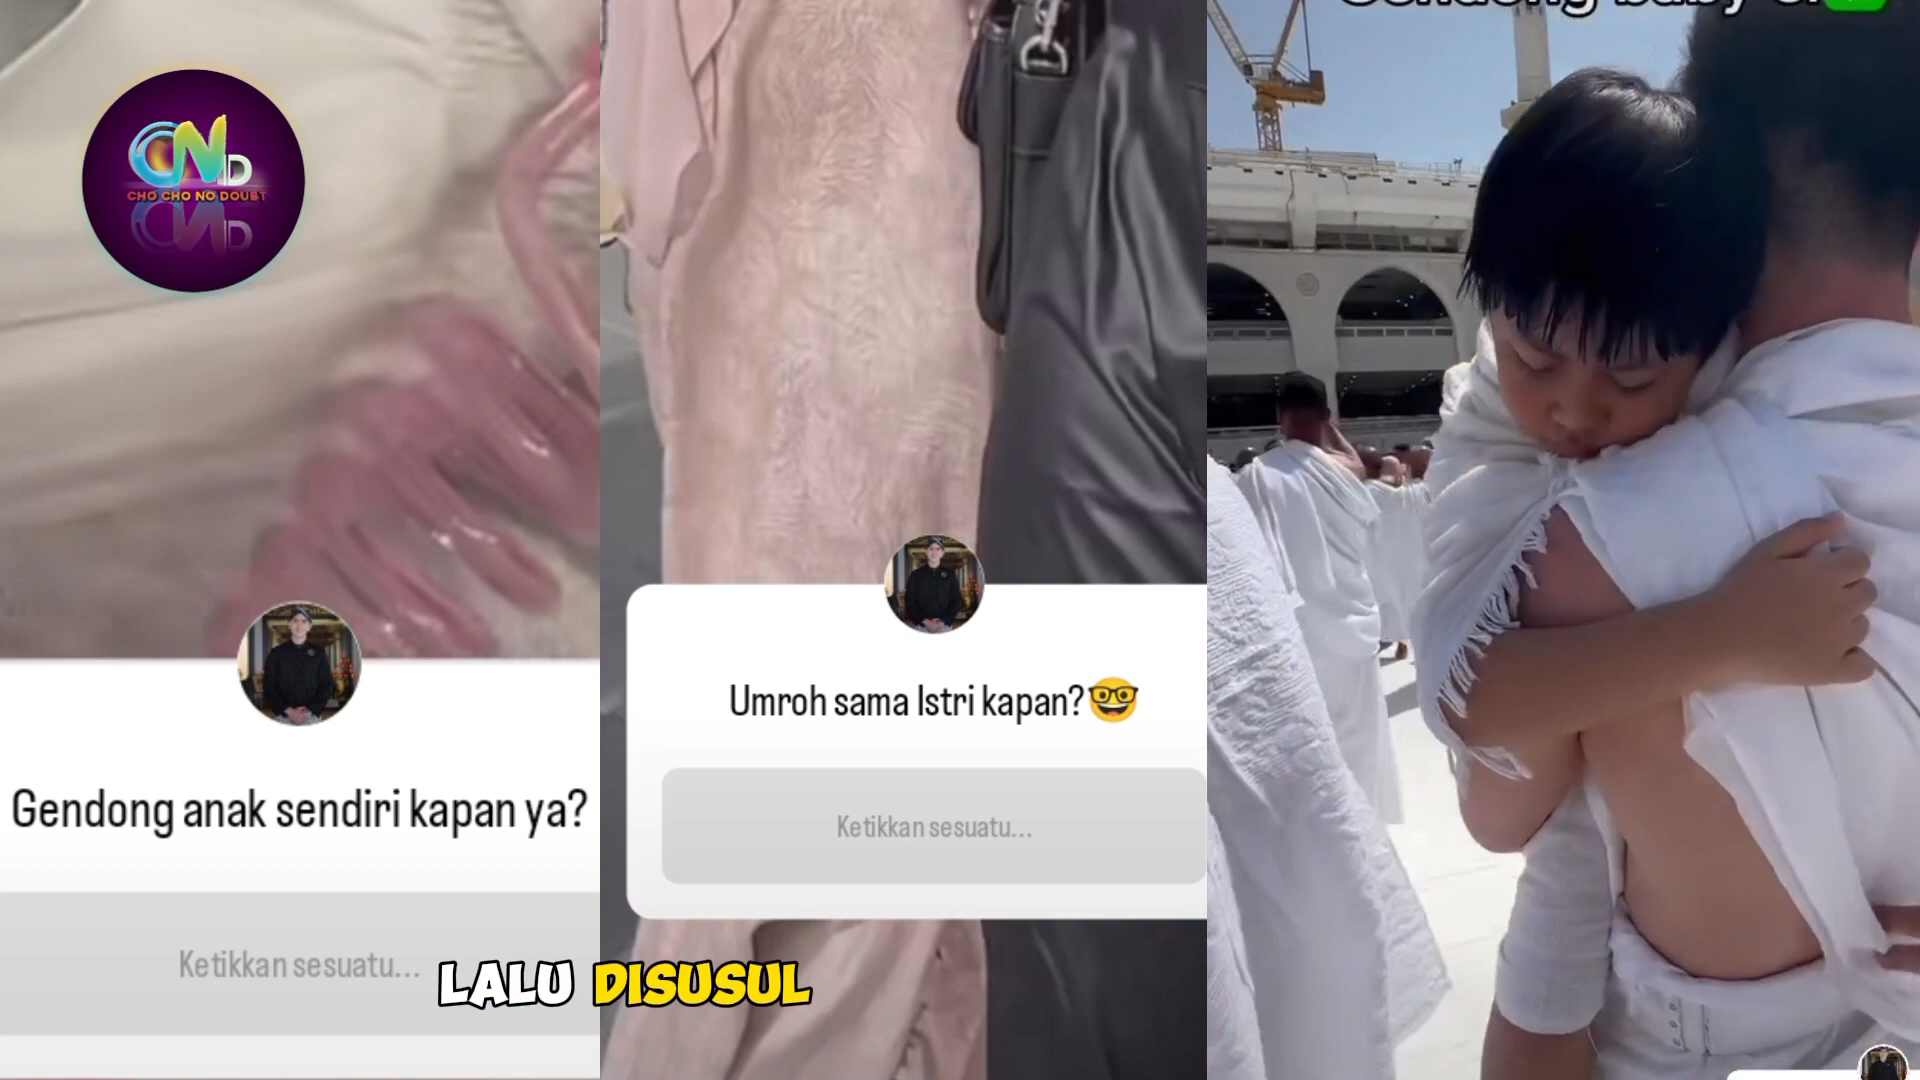 CND
CHO CHO NO DOUBT
Gendong anak sendiri kapan ya?
Ketikkan sesuatu...
Umroh sama Istri kapan?🤓
Ketikkan sesuatu...
LALU DISUSUL